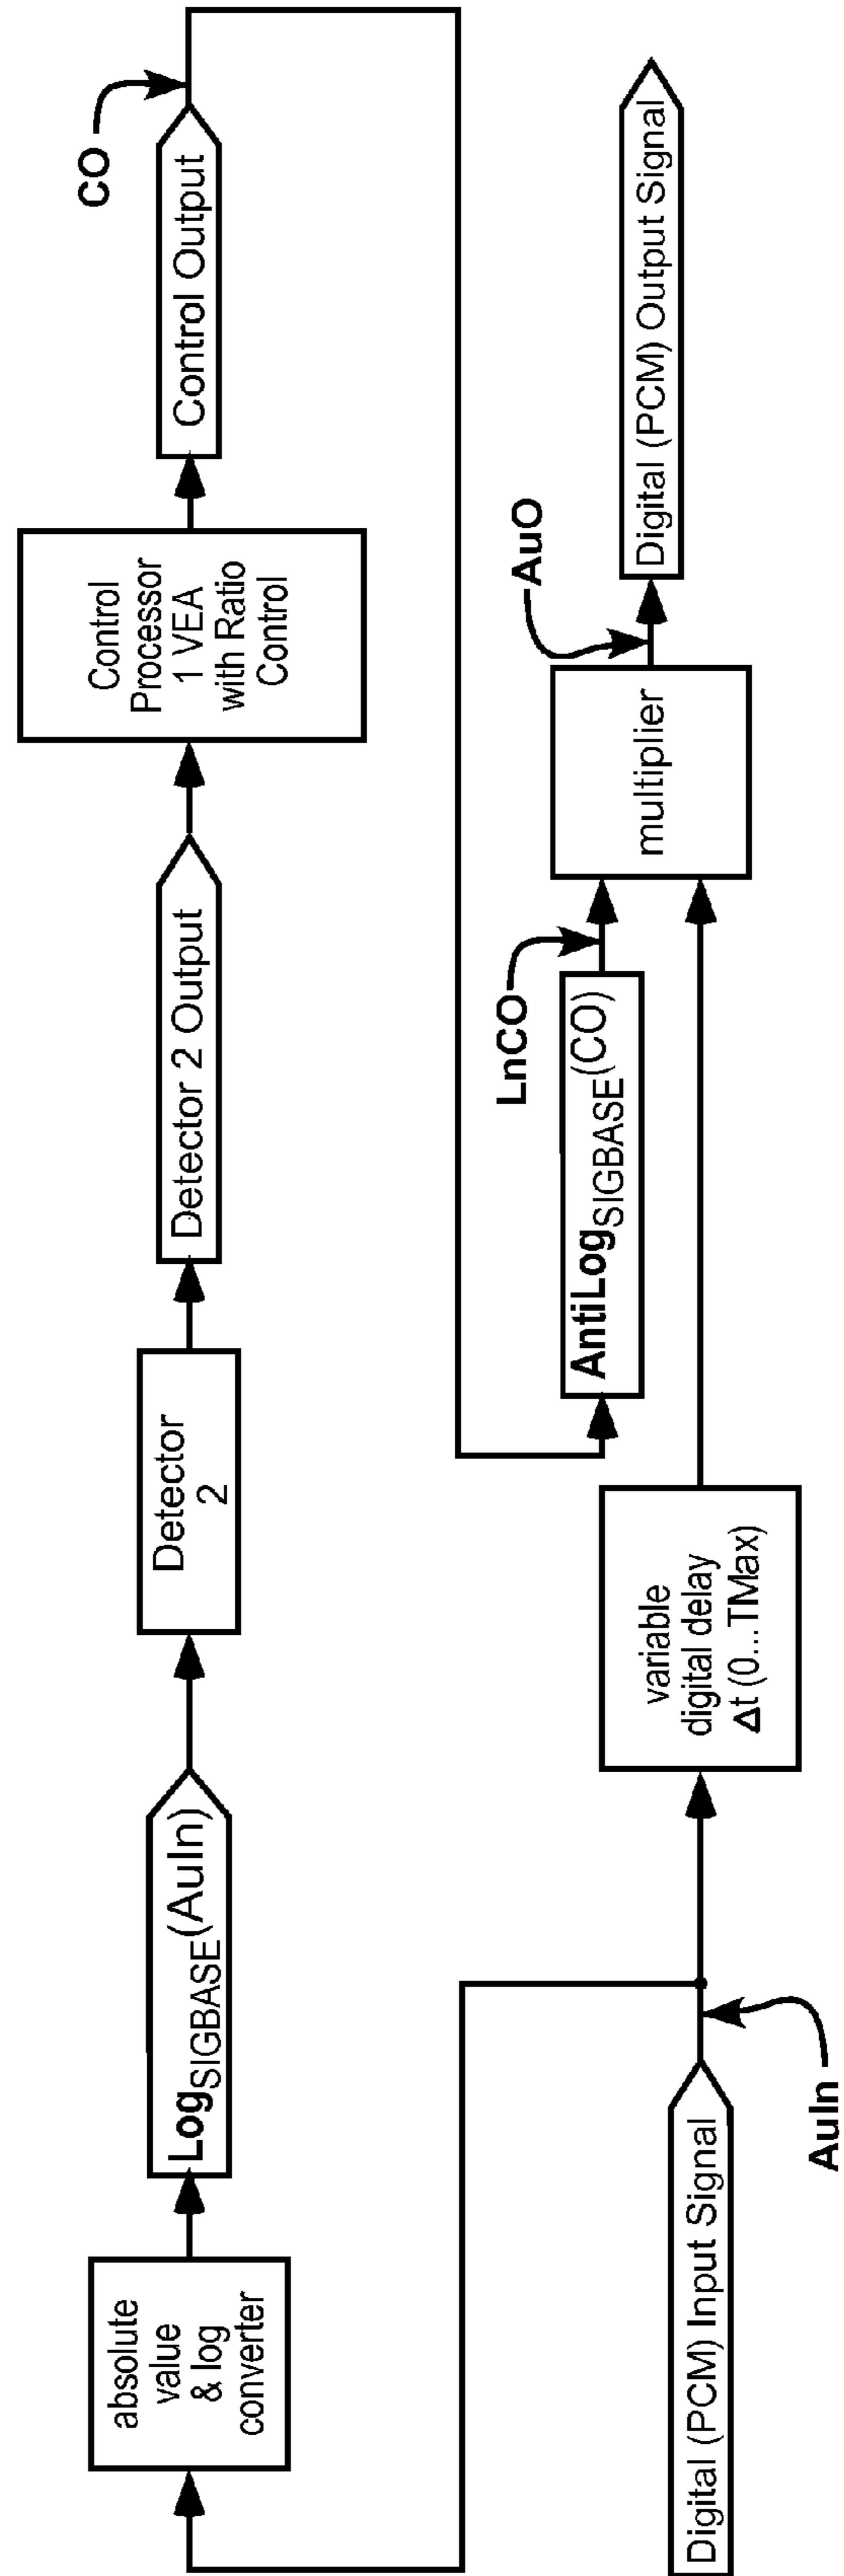 absolute
value
& log
converter
LogSIGBASE(AuIn)
Detector
2
Detector 2 Output
Control
Processor
1 VEA
with Ratio
Control
Control Output
CO
Digital (PCM) Input Signal
AuIn
variable
digital delay
Δt (0...TMax)
AntiLogSIGBASE(CO)
LnCO
multiplier
AuO
Digital (PCM) Output Signal